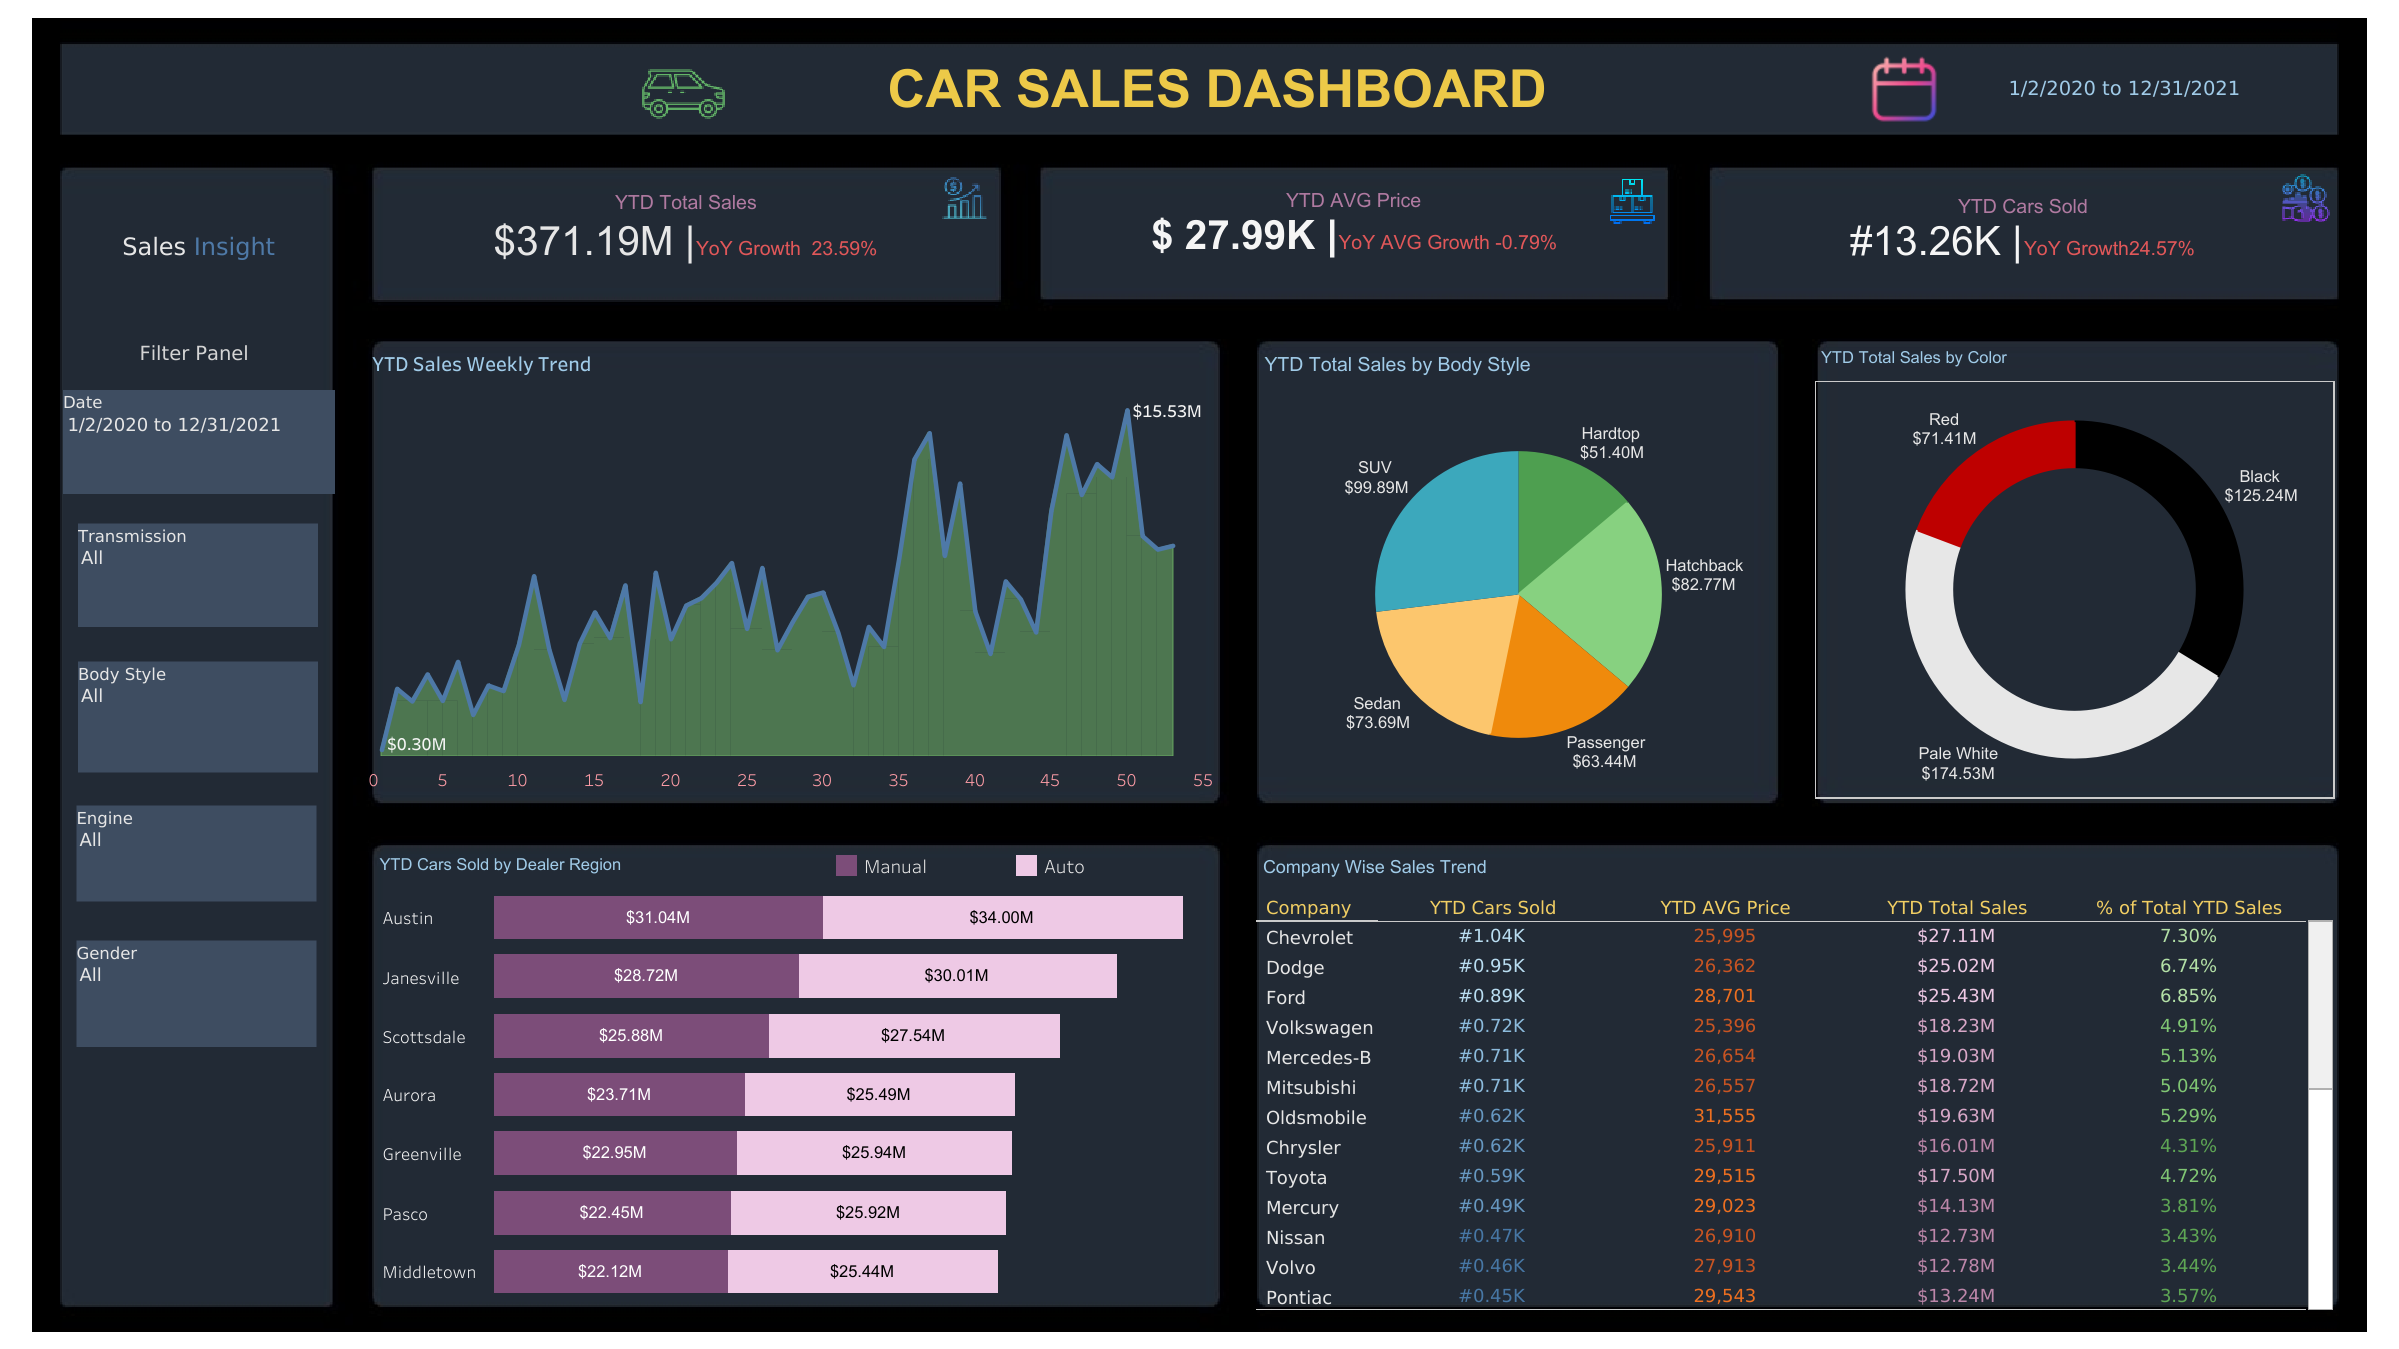 CAR SALES DASHBOARD
1/2/2020 to 12/31/2021
Sales Insight
Filter Panel
Date
1/2/2020 to 12/31/2021
Transmission
All
Body Style
All
Engine
All
Gender
All
YTD Total Sales
$371.19M |YoY Growth 23.59%
YTD AVG Price
$ 27.99K |YoY AVG Growth -0.79%
YTD Cars Sold
#13.26K |YoY Growth24.57%
YTD Sales Weekly Trend
$15.53M
$0.30M
0 5 10 15 20 25 30 35 40 45 50 55
YTD Total Sales by Body Style
Hardtop
$51.40M
SUV
$99.89M
Hatchback
$82.77M
Sedan
$73.69M
Passenger
$63.44M
YTD Total Sales by Color
Red
$71.41M
Black
$125.24M
Pale White
$174.53M
YTD Cars Sold by Dealer Region Manual Auto
Austin $31.04M $34.00M
Janesville $28.72M $30.01M
Scottsdale $25.88M $27.54M
Aurora $23.71M $25.49M
Greenville $22.95M $25.94M
Pasco $22.45M $25.92M
Middletown $22.12M $25.44M
Company Wise Sales Trend
Company YTD Cars Sold YTD AVG Price YTD Total Sales % of Total YTD Sales
Chevrolet #1.04K 25,995 $27.11M 7.30%
Dodge #0.95K 26,362 $25.02M 6.74%
Ford #0.89K 28,701 $25.43M 6.85%
Volkswagen #0.72K 25,396 $18.23M 4.91%
Mercedes-B #0.71K 26,654 $19.03M 5.13%
Mitsubishi #0.71K 26,557 $18.72M 5.04%
Oldsmobile #0.62K 31,555 $19.63M 5.29%
Chrysler #0.62K 25,911 $16.01M 4.31%
Toyota #0.59K 29,515 $17.50M 4.72%
Mercury #0.49K 29,023 $14.13M 3.81%
Nissan #0.47K 26,910 $12.73M 3.43%
Volvo #0.46K 27,913 $12.78M 3.44%
Pontiac #0.45K 29,543 $13.24M 3.57%